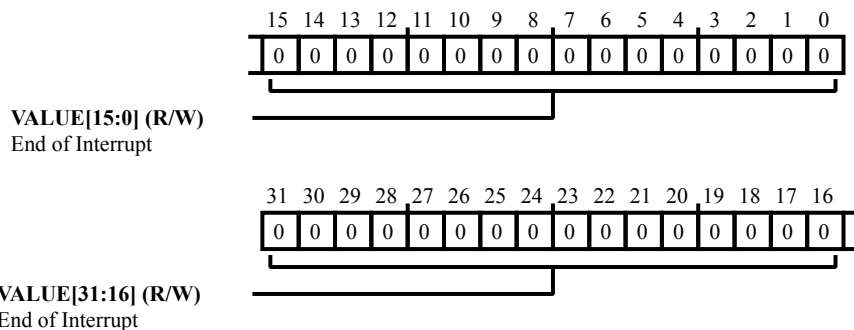 15 14 13 12 11 10 9 8 7 6 5 4 3 2 1 0
0 0 0 0 0 0 0 0 0 0 0 0 0 0 0 0
VALUE[15:0] (R/W)
End of Interrupt
31 30 29 28 27 26 25 24 23 22 21 20 19 18 17 16
0 0 0 0 0 0 0 0 0 0 0 0 0 0 0 0
VALUE[31:16] (R/W)
End of Interrupt